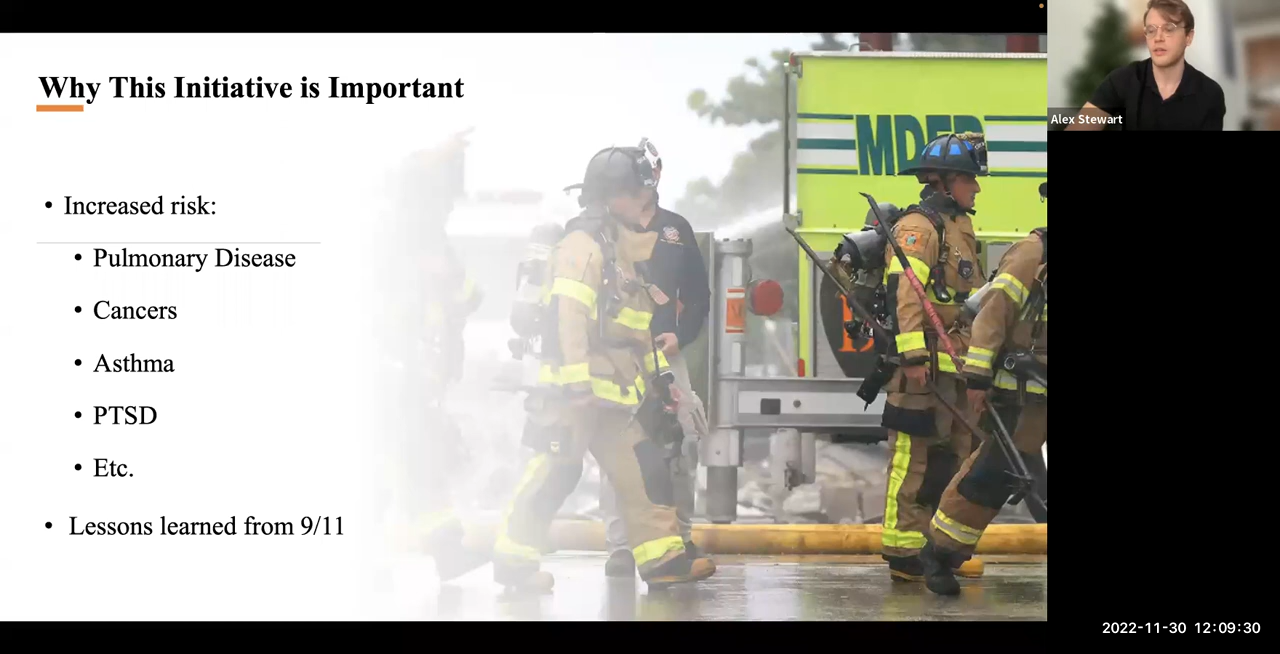 Why This Initiative is Important
• Increased risk:
• Pulmonary Disease
• Cancers
• Asthma
• PTSD
• Etc.
• Lessons learned from 9/11
MDFR
Alex Stewart
2022-11-30 12:09:30